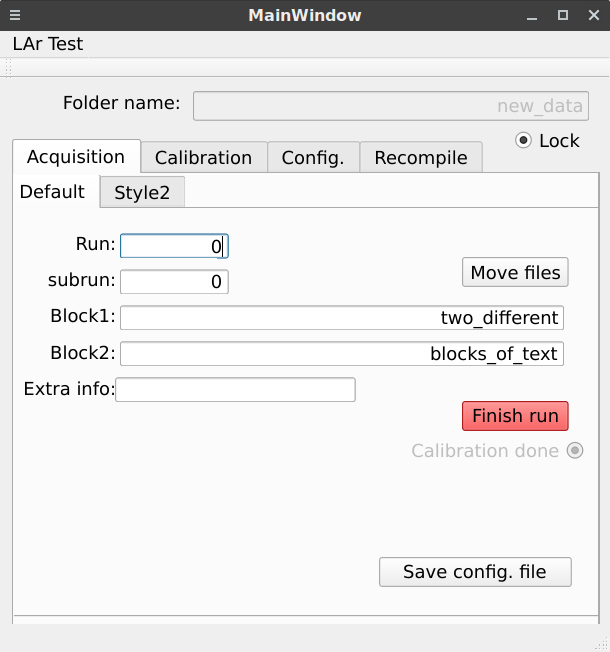 MainWindow
LAr Test
Folder name: new_data
Lock
Acquisition Calibration Config. Recompile
Default Style2
Run: 0
subrun: 0
Move files
Block1: two_different
Block2: blocks_of_text
Extra info:
Finish run
Calibration done
Save config. file